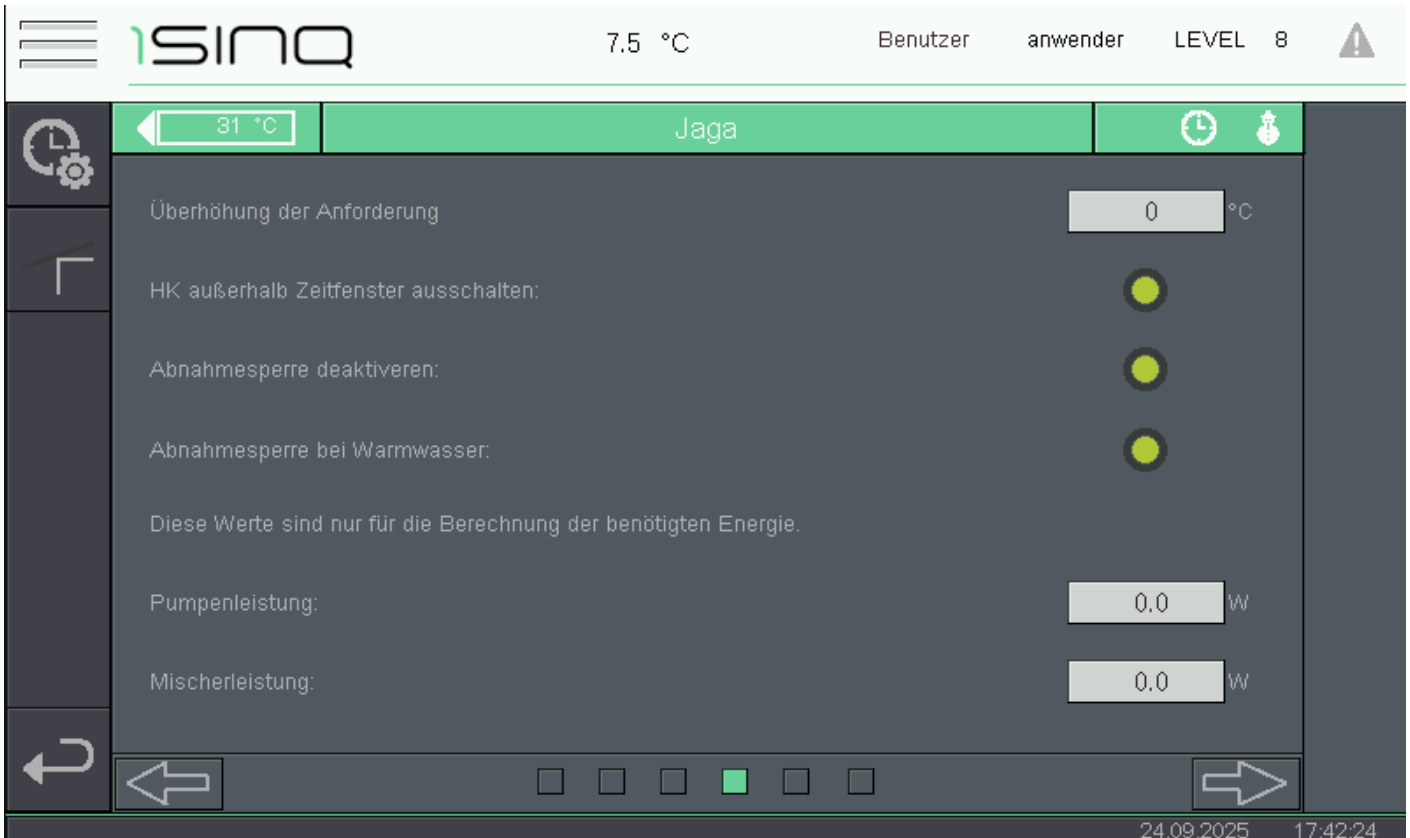 ısınQ
7.5 °C
Benutzer anwender LEVEL 8
31 °C
Jaga
Überhöhung der Anforderung 0 °C
HK außerhalb Zeitfenster ausschalten:
Abnahmesperre deaktiveren:
Abnahmesperre bei Warmwasser:
Diese Werte sind nur für die Berechnung der benötigten Energie.
Pumpenleistung: 0,0 W
Mischerleistung: 0,0 W
24.09.2025 17:42:24